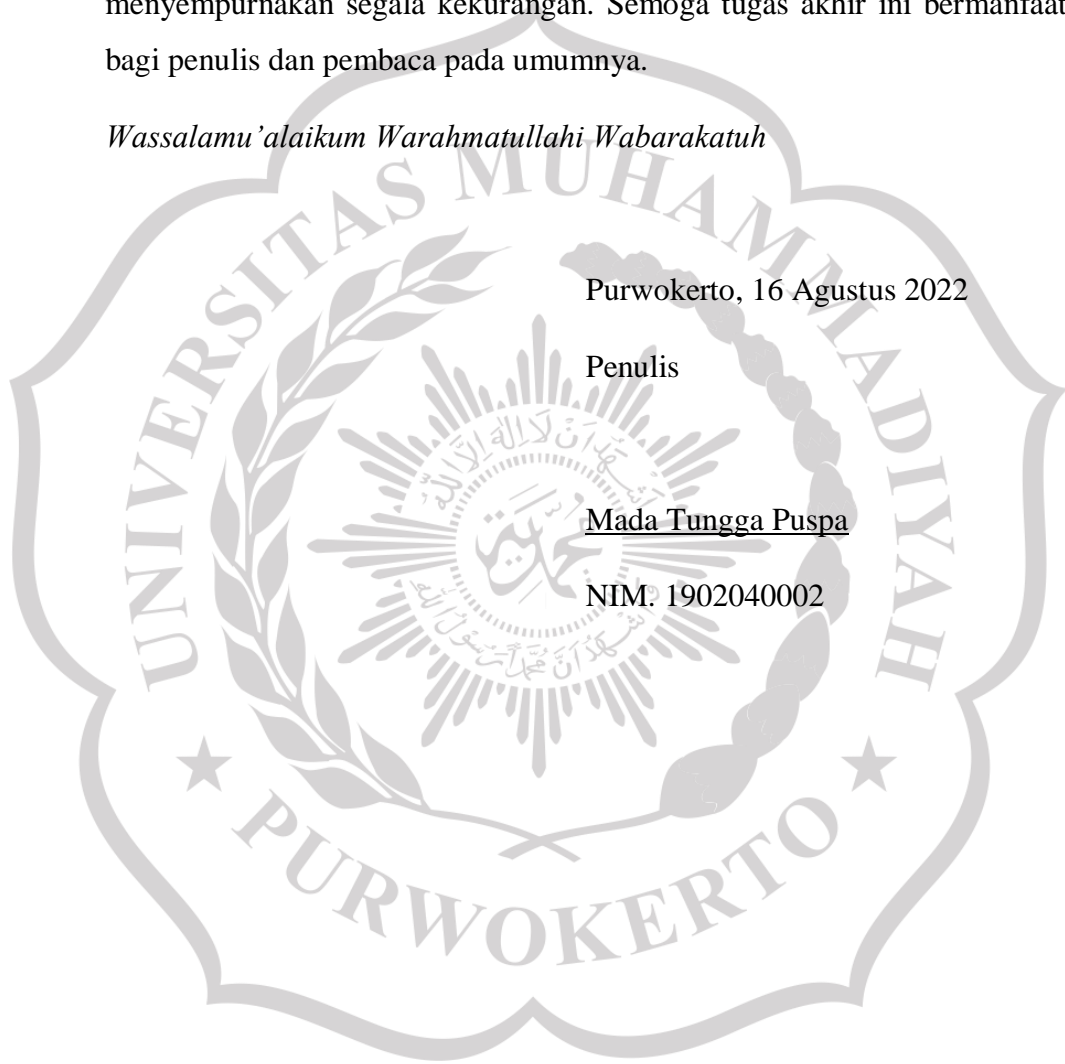 menyempurnakan segala kekurangan. Semoga tugas akhir ini bermanfaat
bagi penulis dan pembaca pada umumnya.
Wassalamu’alaikum Warahmatullahi Wabarakatuh
Purwokerto, 16 Agustus 2022
Penulis
Mada Tungga Puspa
NIM. 1902040002
UNIVERSITAS MUHAMMADIYAH
PURWOKERTO